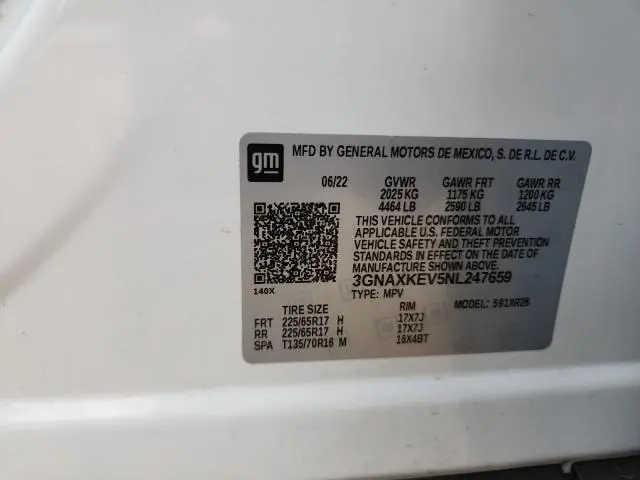 gm
MFD BY GENERAL MOTORS DE MEXICO, S. DE R.L. DE C.V.
06/22 GVWR GAWR FRT GAWR RR
2025 KG 1175 KG 1200 KG
4464 LB 2590 LB 2645 LB
THIS VEHICLE CONFORMS TO ALL
APPLICABLE U.S. FEDERAL MOTOR
VEHICLE SAFETY AND THEFT PREVENTION
STANDARDS IN EFFECT ON THE DATE OF
MANUFACTURE SHOWN ABOVE.
3GNAXKEV5NL247659
140X
TYPE: MPV MODEL: 591XR26
TIRE SIZE RIM
FRT 225/65R17 H 17X7J
RR 225/65R17 H 17X7J
SPA T135/70R16 M 16X4BT